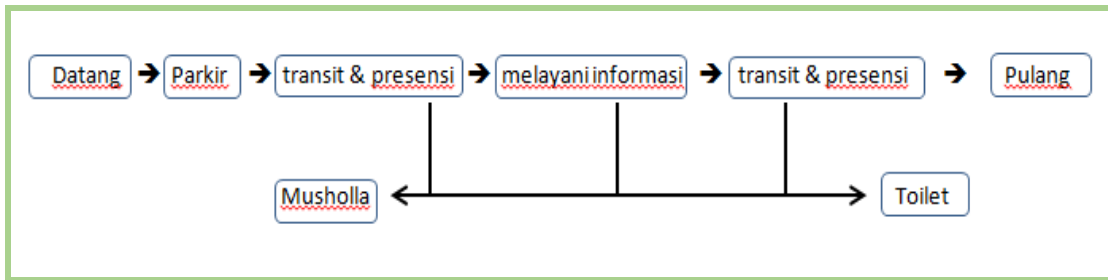 Datang
Parkir
transit & presensi
melayani informasi
transit & presensi
Pulang
Musholla
Toilet